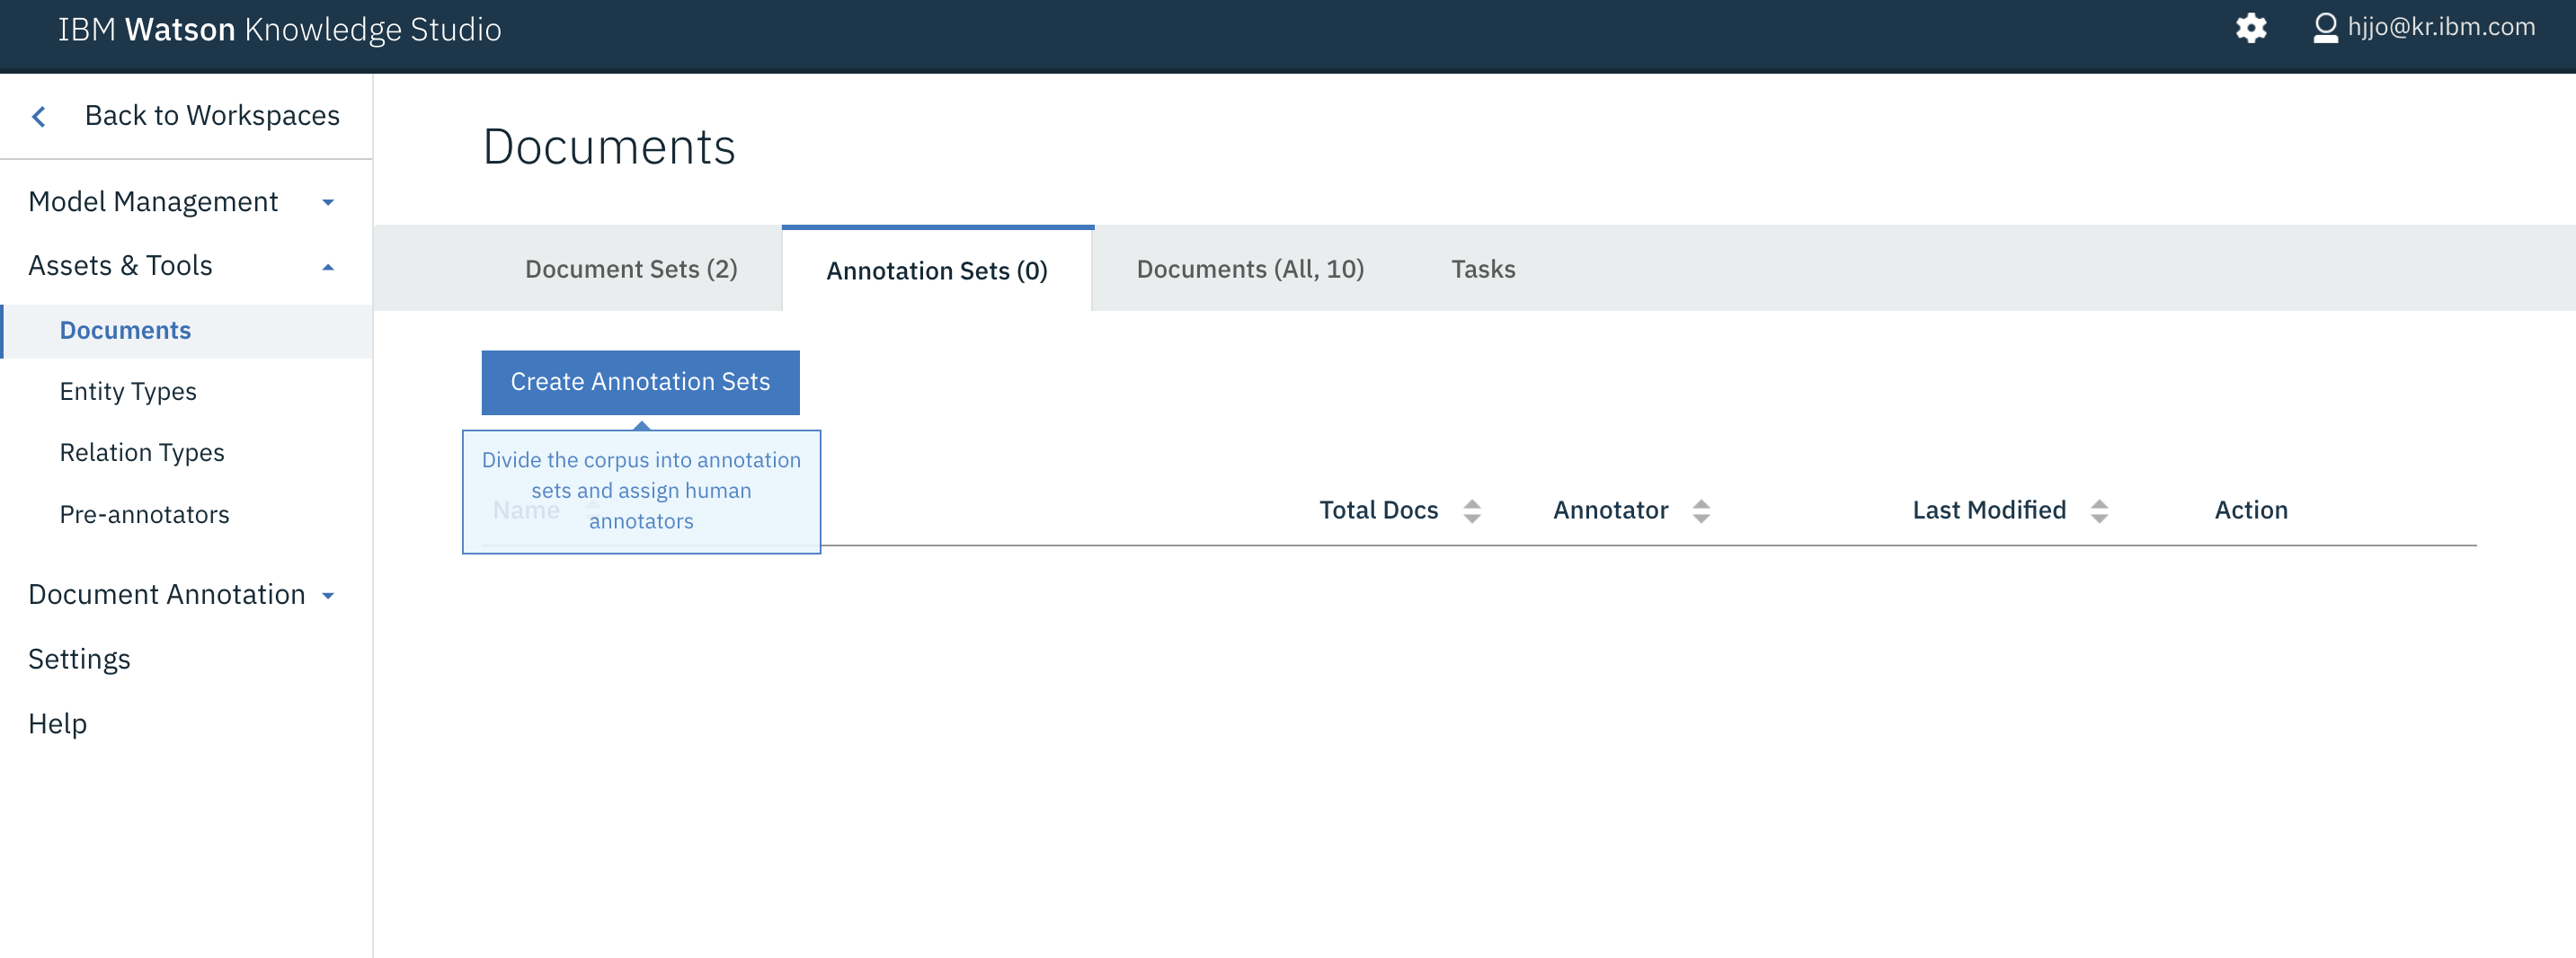 IBM Watson Knowledge Studio
hjjo@kr.ibm.com
Back to Workspaces
Model Management
Assets & Tools
Documents
Entity Types
Relation Types
Pre-annotators
Document Annotation
Settings
Help
Documents
Document Sets (2)
Annotation Sets (0)
Documents (All, 10)
Tasks
Create Annotation Sets
Divide the corpus into annotation
sets and assign human
annotators
Name
Total Docs
Annotator
Last Modified
Action